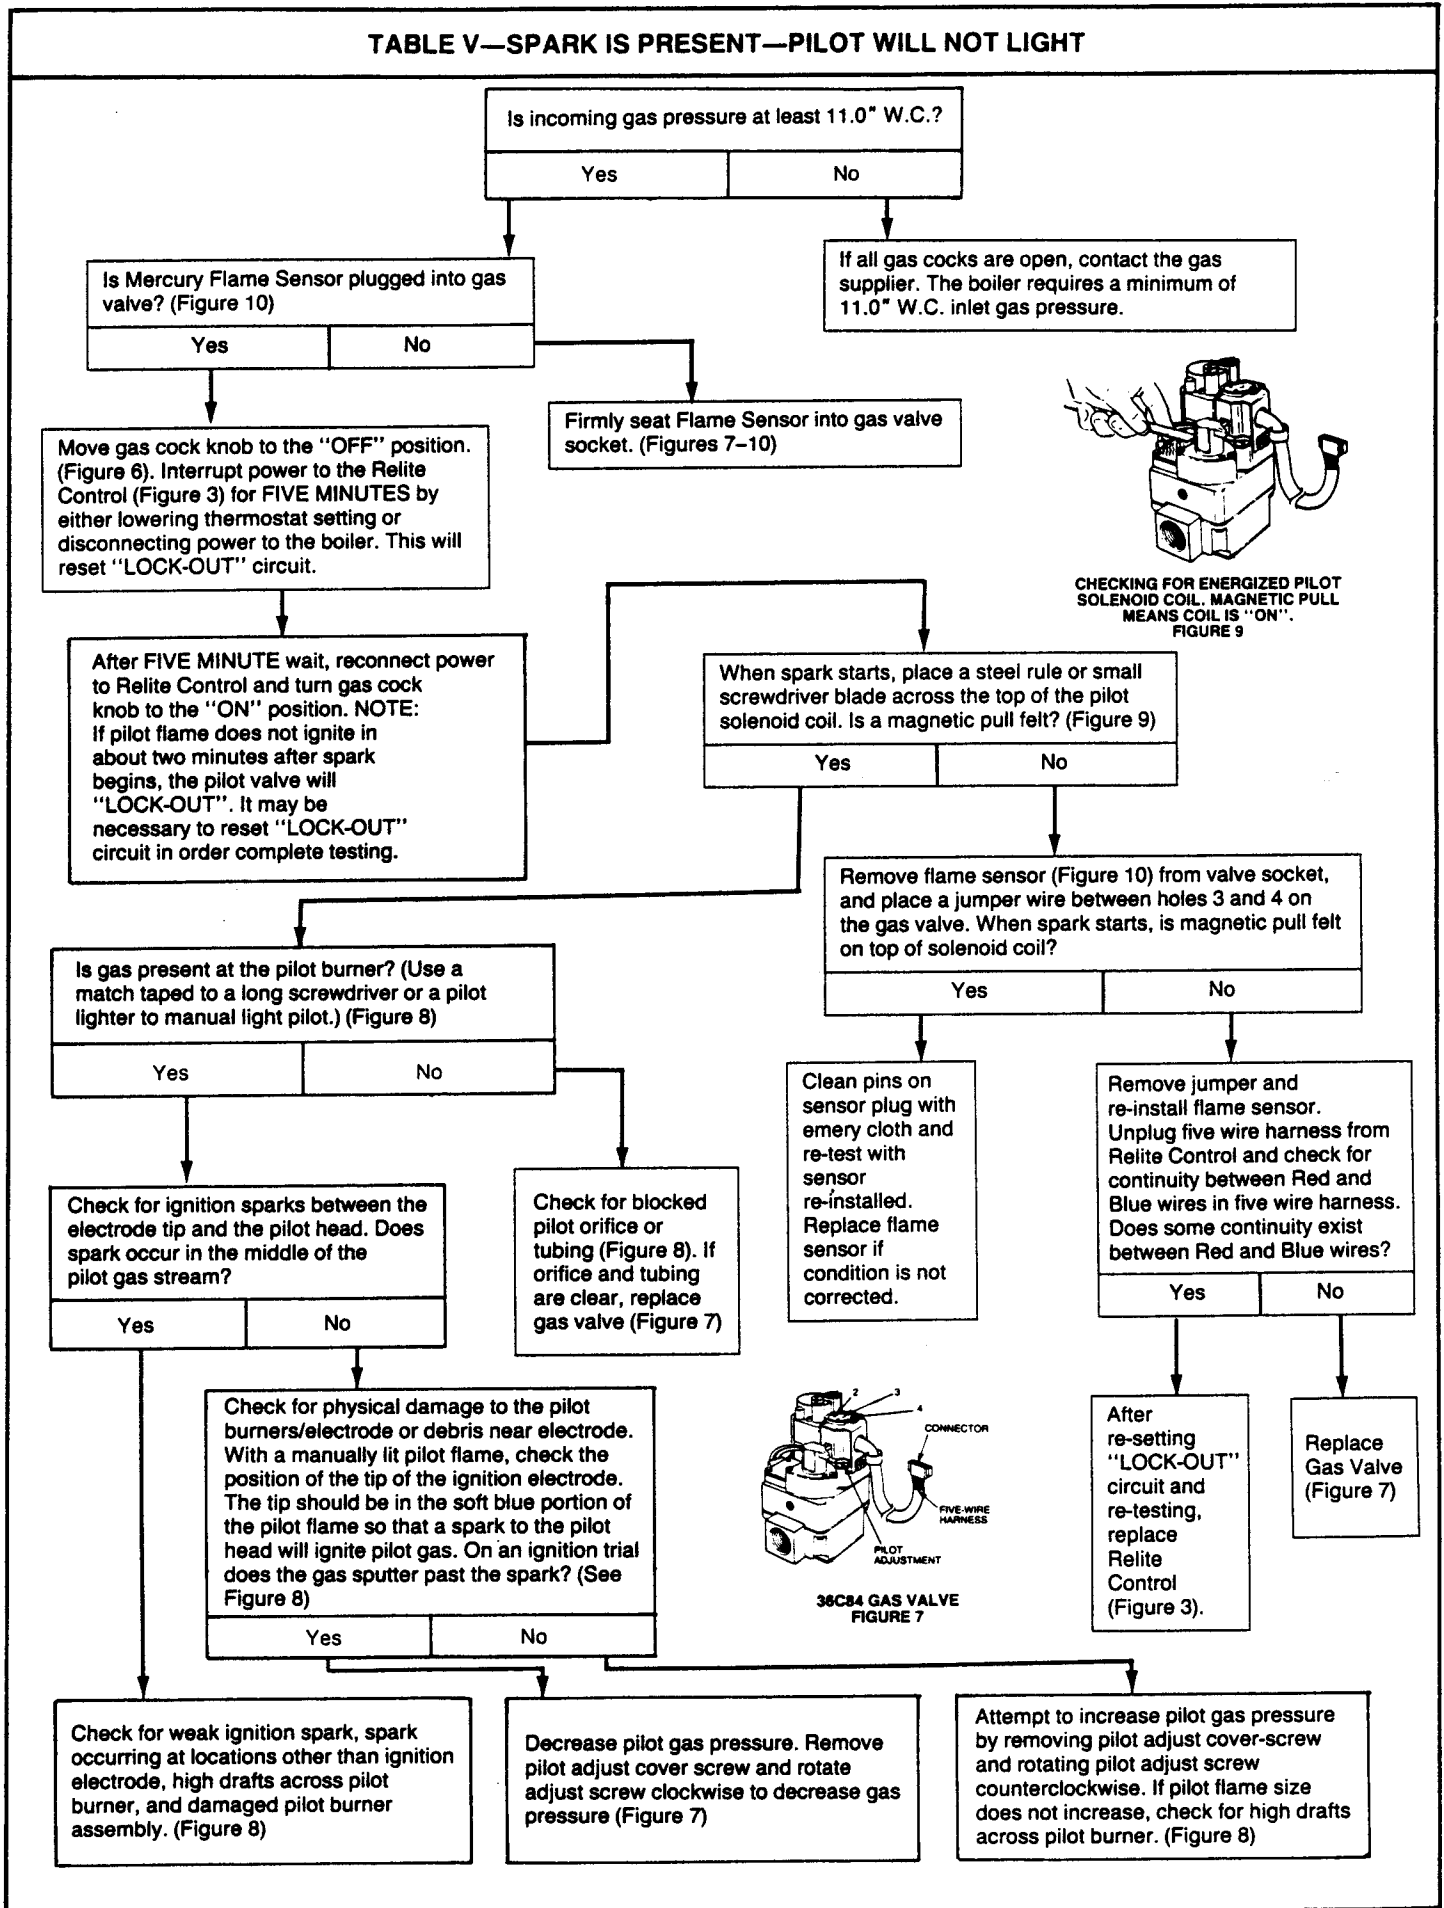 TABLE V—SPARK IS PRESENT—PILOT WILL NOT LIGHT
Is incoming gas pressure at least 11.0" W.C.?
Yes
No
If all gas cocks are open, contact the gas
supplier. The boiler requires a minimum of
11.0" W.C. inlet gas pressure.
Is Mercury Flame Sensor plugged into gas
valve? (Figure 10)
Yes
No
Firmly seat Flame Sensor into gas valve
socket. (Figures 7–10)
Move gas cock knob to the "OFF" position.
(Figure 6). Interrupt power to the Relite
Control (Figure 3) for FIVE MINUTES by
either lowering thermostat setting or
disconnecting power to the boiler. This will
reset "LOCK-OUT" circuit.
CHECKING FOR ENERGIZED PILOT
SOLENOID COIL. MAGNETIC PULL
MEANS COIL IS "ON".
FIGURE 9
After FIVE MINUTE wait, reconnect power
to Relite Control and turn gas cock
knob to the "ON" position. NOTE:
If pilot flame does not ignite in
about two minutes after spark
begins, the pilot valve will
"LOCK-OUT". It may be
necessary to reset "LOCK-OUT"
circuit in order complete testing.
When spark starts, place a steel rule or small
screwdriver blade across the top of the pilot
solenoid coil. Is a magnetic pull felt? (Figure 9)
Yes
No
Remove flame sensor (Figure 10) from valve socket,
and place a jumper wire between holes 3 and 4 on
the gas valve. When spark starts, is magnetic pull felt
on top of solenoid coil?
Yes
No
Is gas present at the pilot burner? (Use a
match taped to a long screwdriver or a pilot
lighter to manual light pilot.) (Figure 8)
Yes
No
Clean pins on
sensor plug with
emery cloth and
re-test with
sensor
re-installed.
Replace flame
sensor if
condition is not
corrected.
Remove jumper and
re-install flame sensor.
Unplug five wire harness from
Relite Control and check for
continuity between Red and
Blue wires in five wire harness.
Does some continuity exist
between Red and Blue wires?
Yes
No
Check for ignition sparks between the
electrode tip and the pilot head. Does
spark occur in the middle of the
pilot gas stream?
Yes
No
Check for blocked
pilot orifice or
tubing (Figure 8). If
orifice and tubing
are clear, replace
gas valve (Figure 7)
Check for physical damage to the pilot
burners/electrode or debris near electrode.
With a manually lit pilot flame, check the
position of the tip of the ignition electrode.
The tip should be in the soft blue portion of
the pilot flame so that a spark to the pilot
head will ignite pilot gas. On an ignition trial
does the gas sputter past the spark? (See
Figure 8)
Yes
No
2
3
4
CONNECTOR
FIVE-WIRE
HARNESS
PILOT
ADJUSTMENT
36C84 GAS VALVE
FIGURE 7
After
re-setting
"LOCK-OUT"
circuit and
re-testing,
replace
Relite
Control
(Figure 3).
Replace
Gas Valve
(Figure 7)
Check for weak ignition spark, spark
occurring at locations other than ignition
electrode, high drafts across pilot
burner, and damaged pilot burner
assembly. (Figure 8)
Decrease pilot gas pressure. Remove
pilot adjust cover screw and rotate
adjust screw clockwise to decrease gas
pressure (Figure 7)
Attempt to increase pilot gas pressure
by removing pilot adjust cover-screw
and rotating pilot adjust screw
counterclockwise. If pilot flame size
does not increase, check for high drafts
across pilot burner. (Figure 8)